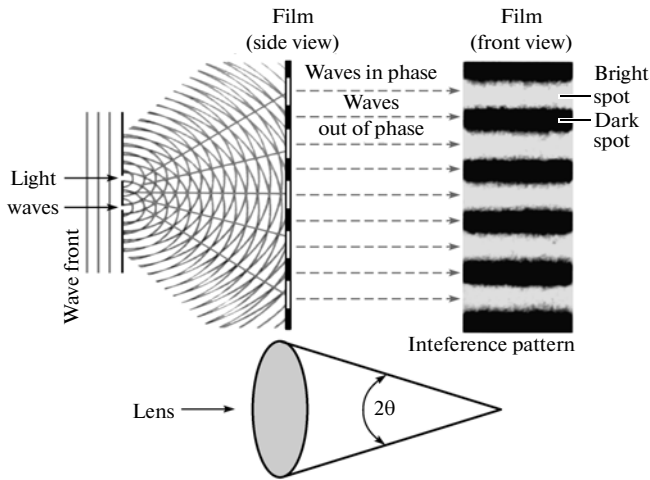 Film
(side view)
Film
(front view)
Waves in phase
Waves
out of phase
Bright
spot
Dark
spot
Light
waves
Wave front
Inteference pattern
Lens
2θ